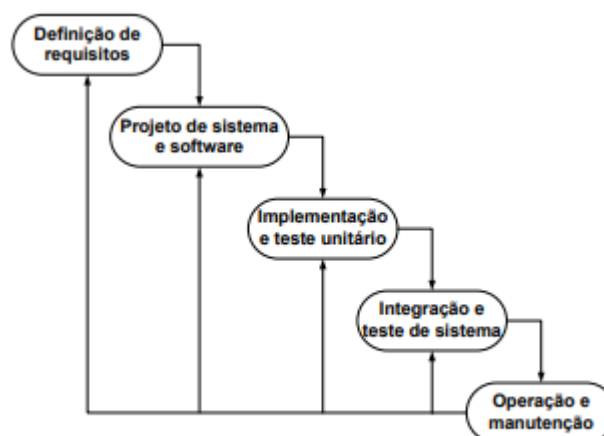 Definição de
requisitos
Projeto de sistema
e software
Implementação
e teste unitário
Integração e
teste de sistema
Operação e
manutenção